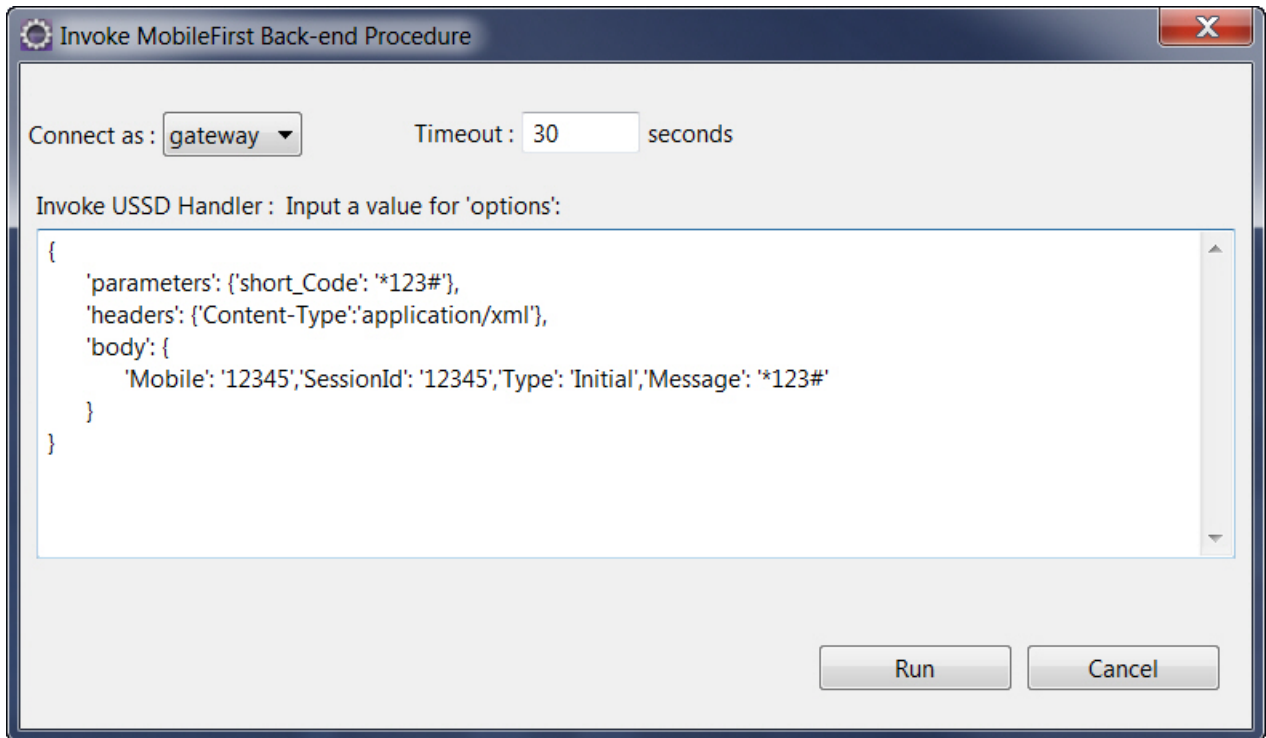 Invoke MobileFirst Back-end Procedure
Connect as : gateway Timeout : 30 seconds
Invoke USSD Handler : Input a value for 'options':
{
'parameters': {'short_Code': '*123#'},
'headers': {'Content-Type':'application/xml'},
'body': {
'Mobile': '12345','SessionId': '12345','Type': 'Initial','Message': '*123#'
}
}
Run Cancel